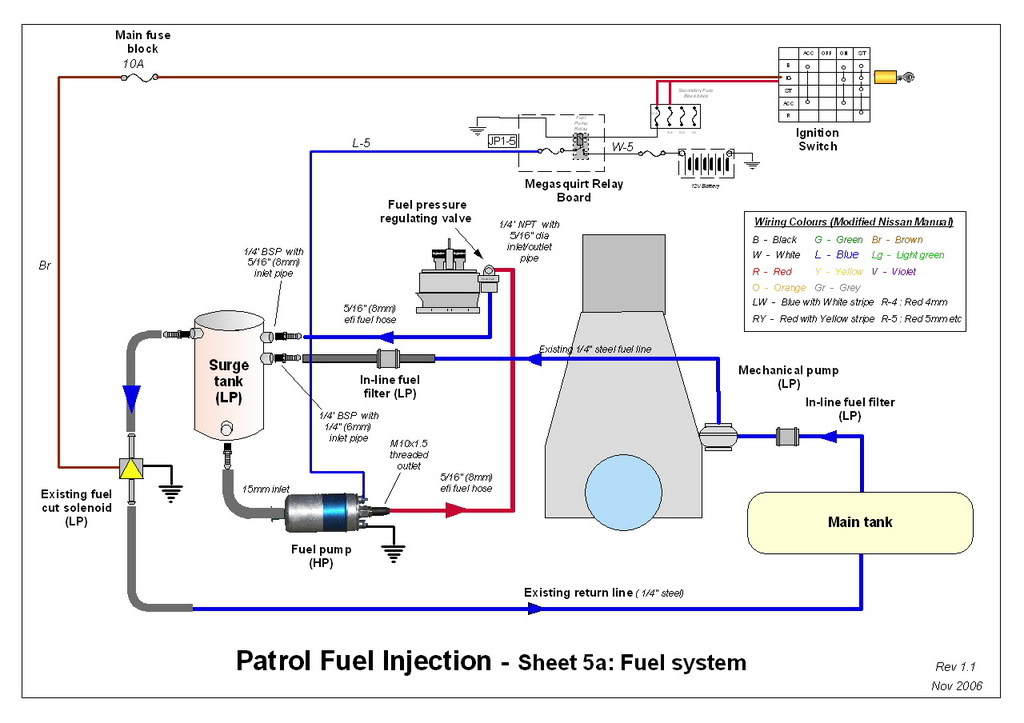 Main fuse
block
10A
ACC OFF ON ST
B
IG
ST
ACC
R
Ignition
Switch
Secondary Fuse
Fuel
Pump
Relay
JP1-5
L-5
W-5
12V Battery
Megasquirt Relay
Board
Fuel pressure
regulating valve
1/4' NPT with
5/16" dia
inlet/outlet
pipe
Wiring Colours (Modified Nissan Manual)
B - Black G - Green Br - Brown
W - White L - Blue Lg - Light green
R - Red Y - Yellow V - Violet
O - Orange Gr - Grey
LW - Blue with White stripe R-4 : Red 4mm
RY - Red with Yellow stripe R-5 : Red 5mm etc
Br
1/4' BSP with
5/16" (8mm)
inlet pipe
5/16" (8mm)
efi fuel hose
Existing 1/4" steel fuel line
Surge
tank
(LP)
In-line fuel
filter (LP)
Mechanical pump
(LP)
In-line fuel filter
(LP)
1/4' BSP with
1/4" (6mm)
inlet pipe
M10x1.5
threaded
outlet
5/16" (8mm)
efi fuel hose
15mm inlet
Existing fuel
cut solenoid
(LP)
Fuel pump
(HP)
Main tank
Existing return line ( 1/4" steel)
Patrol Fuel Injection - Sheet 5a: Fuel system
Rev 1.1
Nov 2006